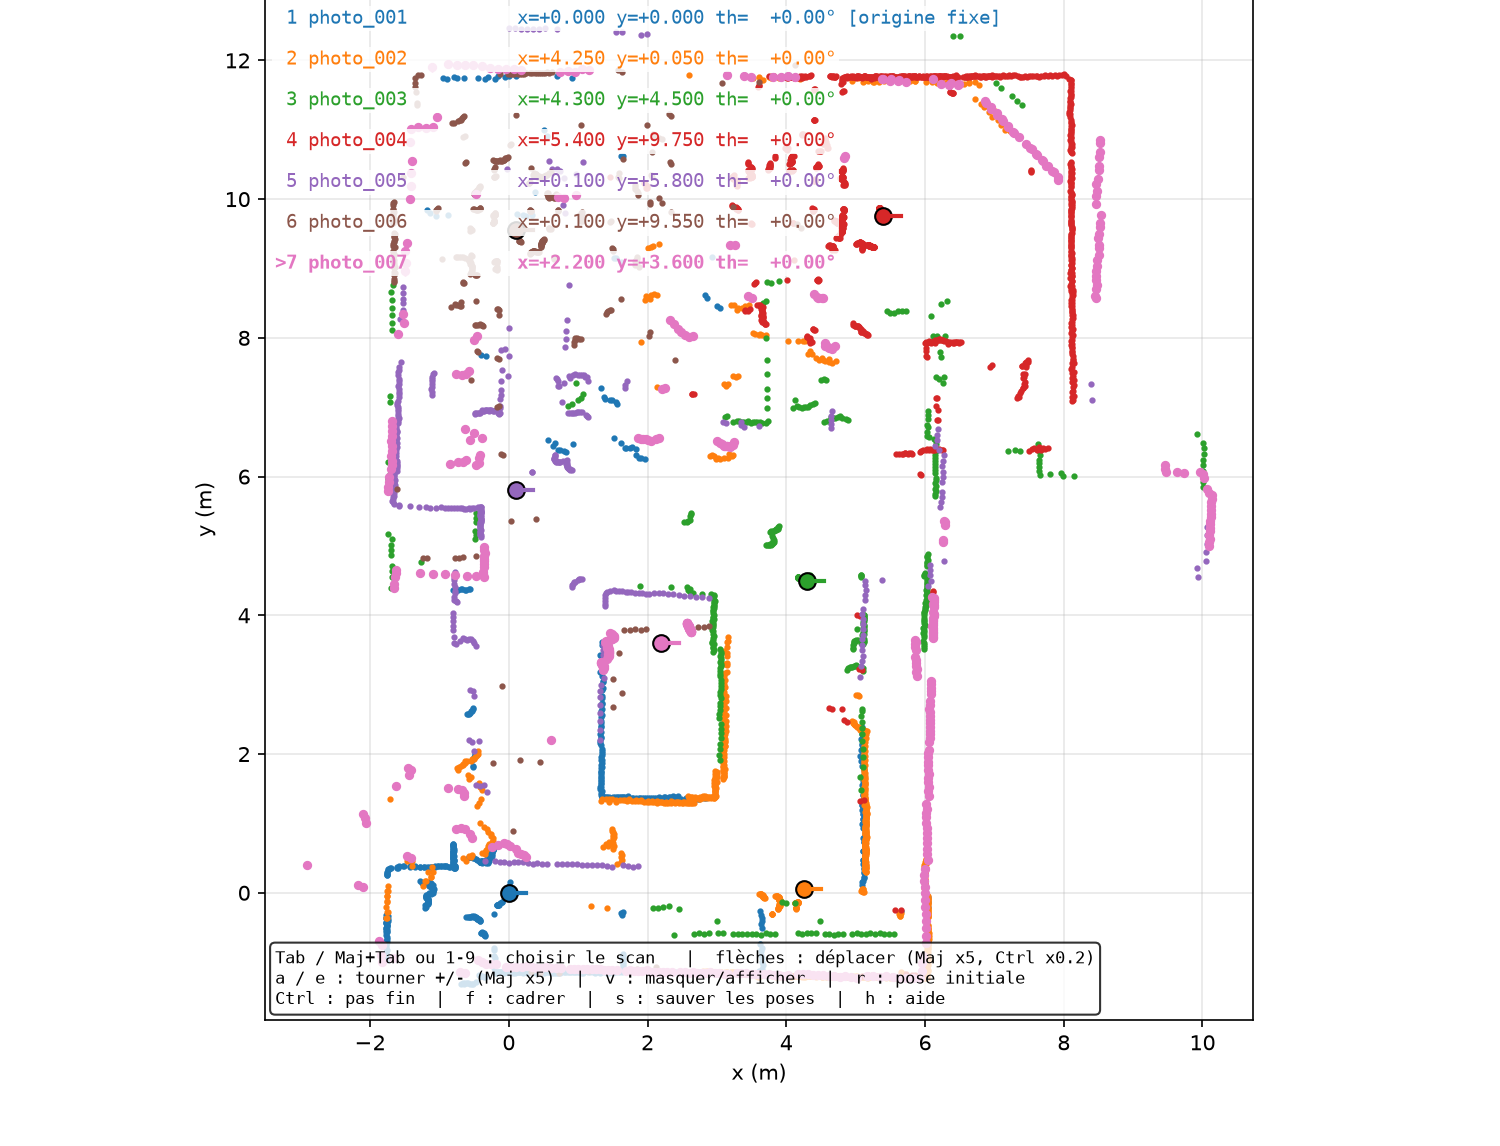 1 photo_001 x=+0.000 y=+0.000 th= +0.00° [origine fixe]
2 photo_002 x=+4.250 y=+0.050 th= +0.00°
3 photo_003 x=+4.300 y=+4.500 th= +0.00°
4 photo_004 x=+5.400 y=+9.750 th= +0.00°
5 photo_005 x=+0.100 y=+5.800 th= +0.00°
6 photo_006 x=+0.100 y=+9.550 th= +0.00°
>7 photo_007 x=+2.200 y=+3.600 th= +0.00°
12
10
8
6
4
2
0
y (m)
Tab / Maj+Tab ou 1-9 : choisir le scan | flèches : déplacer (Maj x5, Ctrl x0.2)
a / e : tourner +/- (Maj x5) | v : masquer/afficher | r : pose initiale
Ctrl : pas fin | f : cadrer | s : sauver les poses | h : aide
−2 0 2 4 6 8 10
x (m)